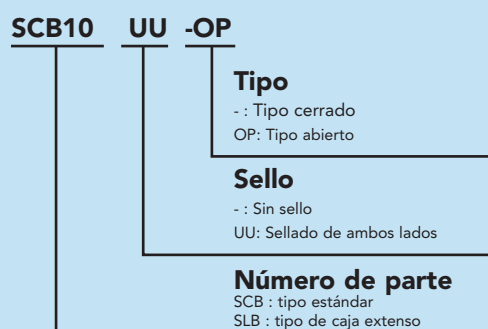 SCB10 UU -OP
Tipo
- : Tipo cerrado
OP: Tipo abierto
Sello
- : Sin sello
UU: Sellado de ambos lados
Número de parte
SCB : tipo estándar
SLB : tipo de caja extenso